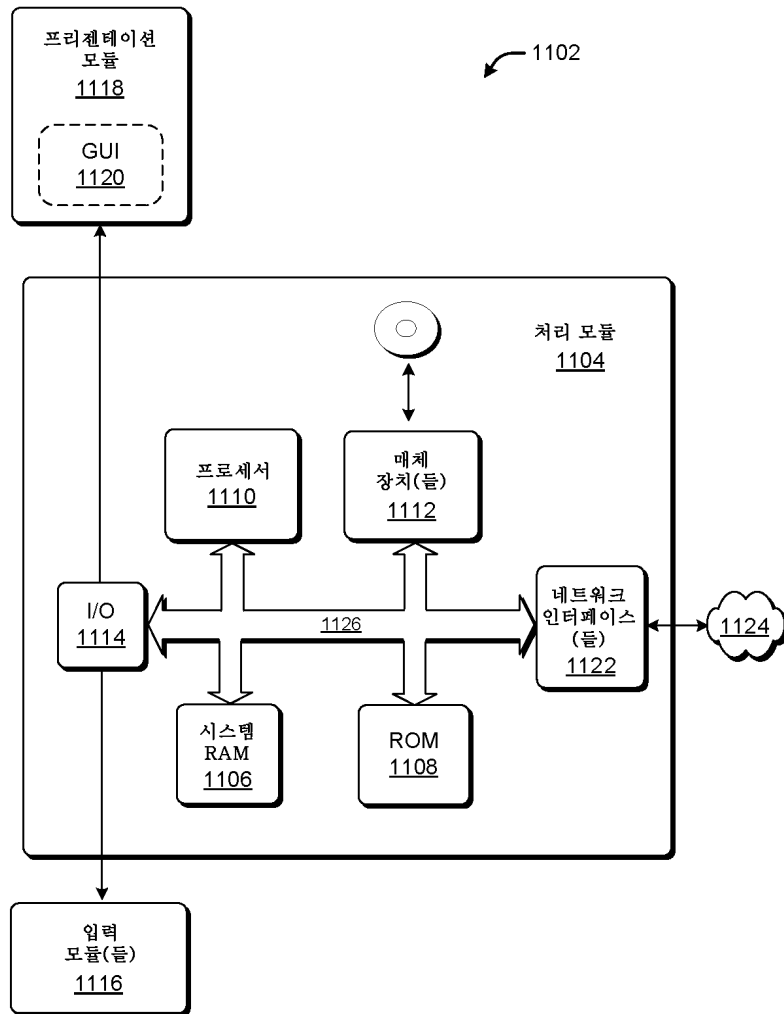 프리젠테이션
모듈
1118
GUI
1120
1102
처리 모듈
1104
프로세서
1110
매체
장치(들)
1112
I/O
1114
1126
네트워크
인터페이스
(들)
1122
1124
시스템
RAM
1106
ROM
1108
입력
모듈(들)
1116